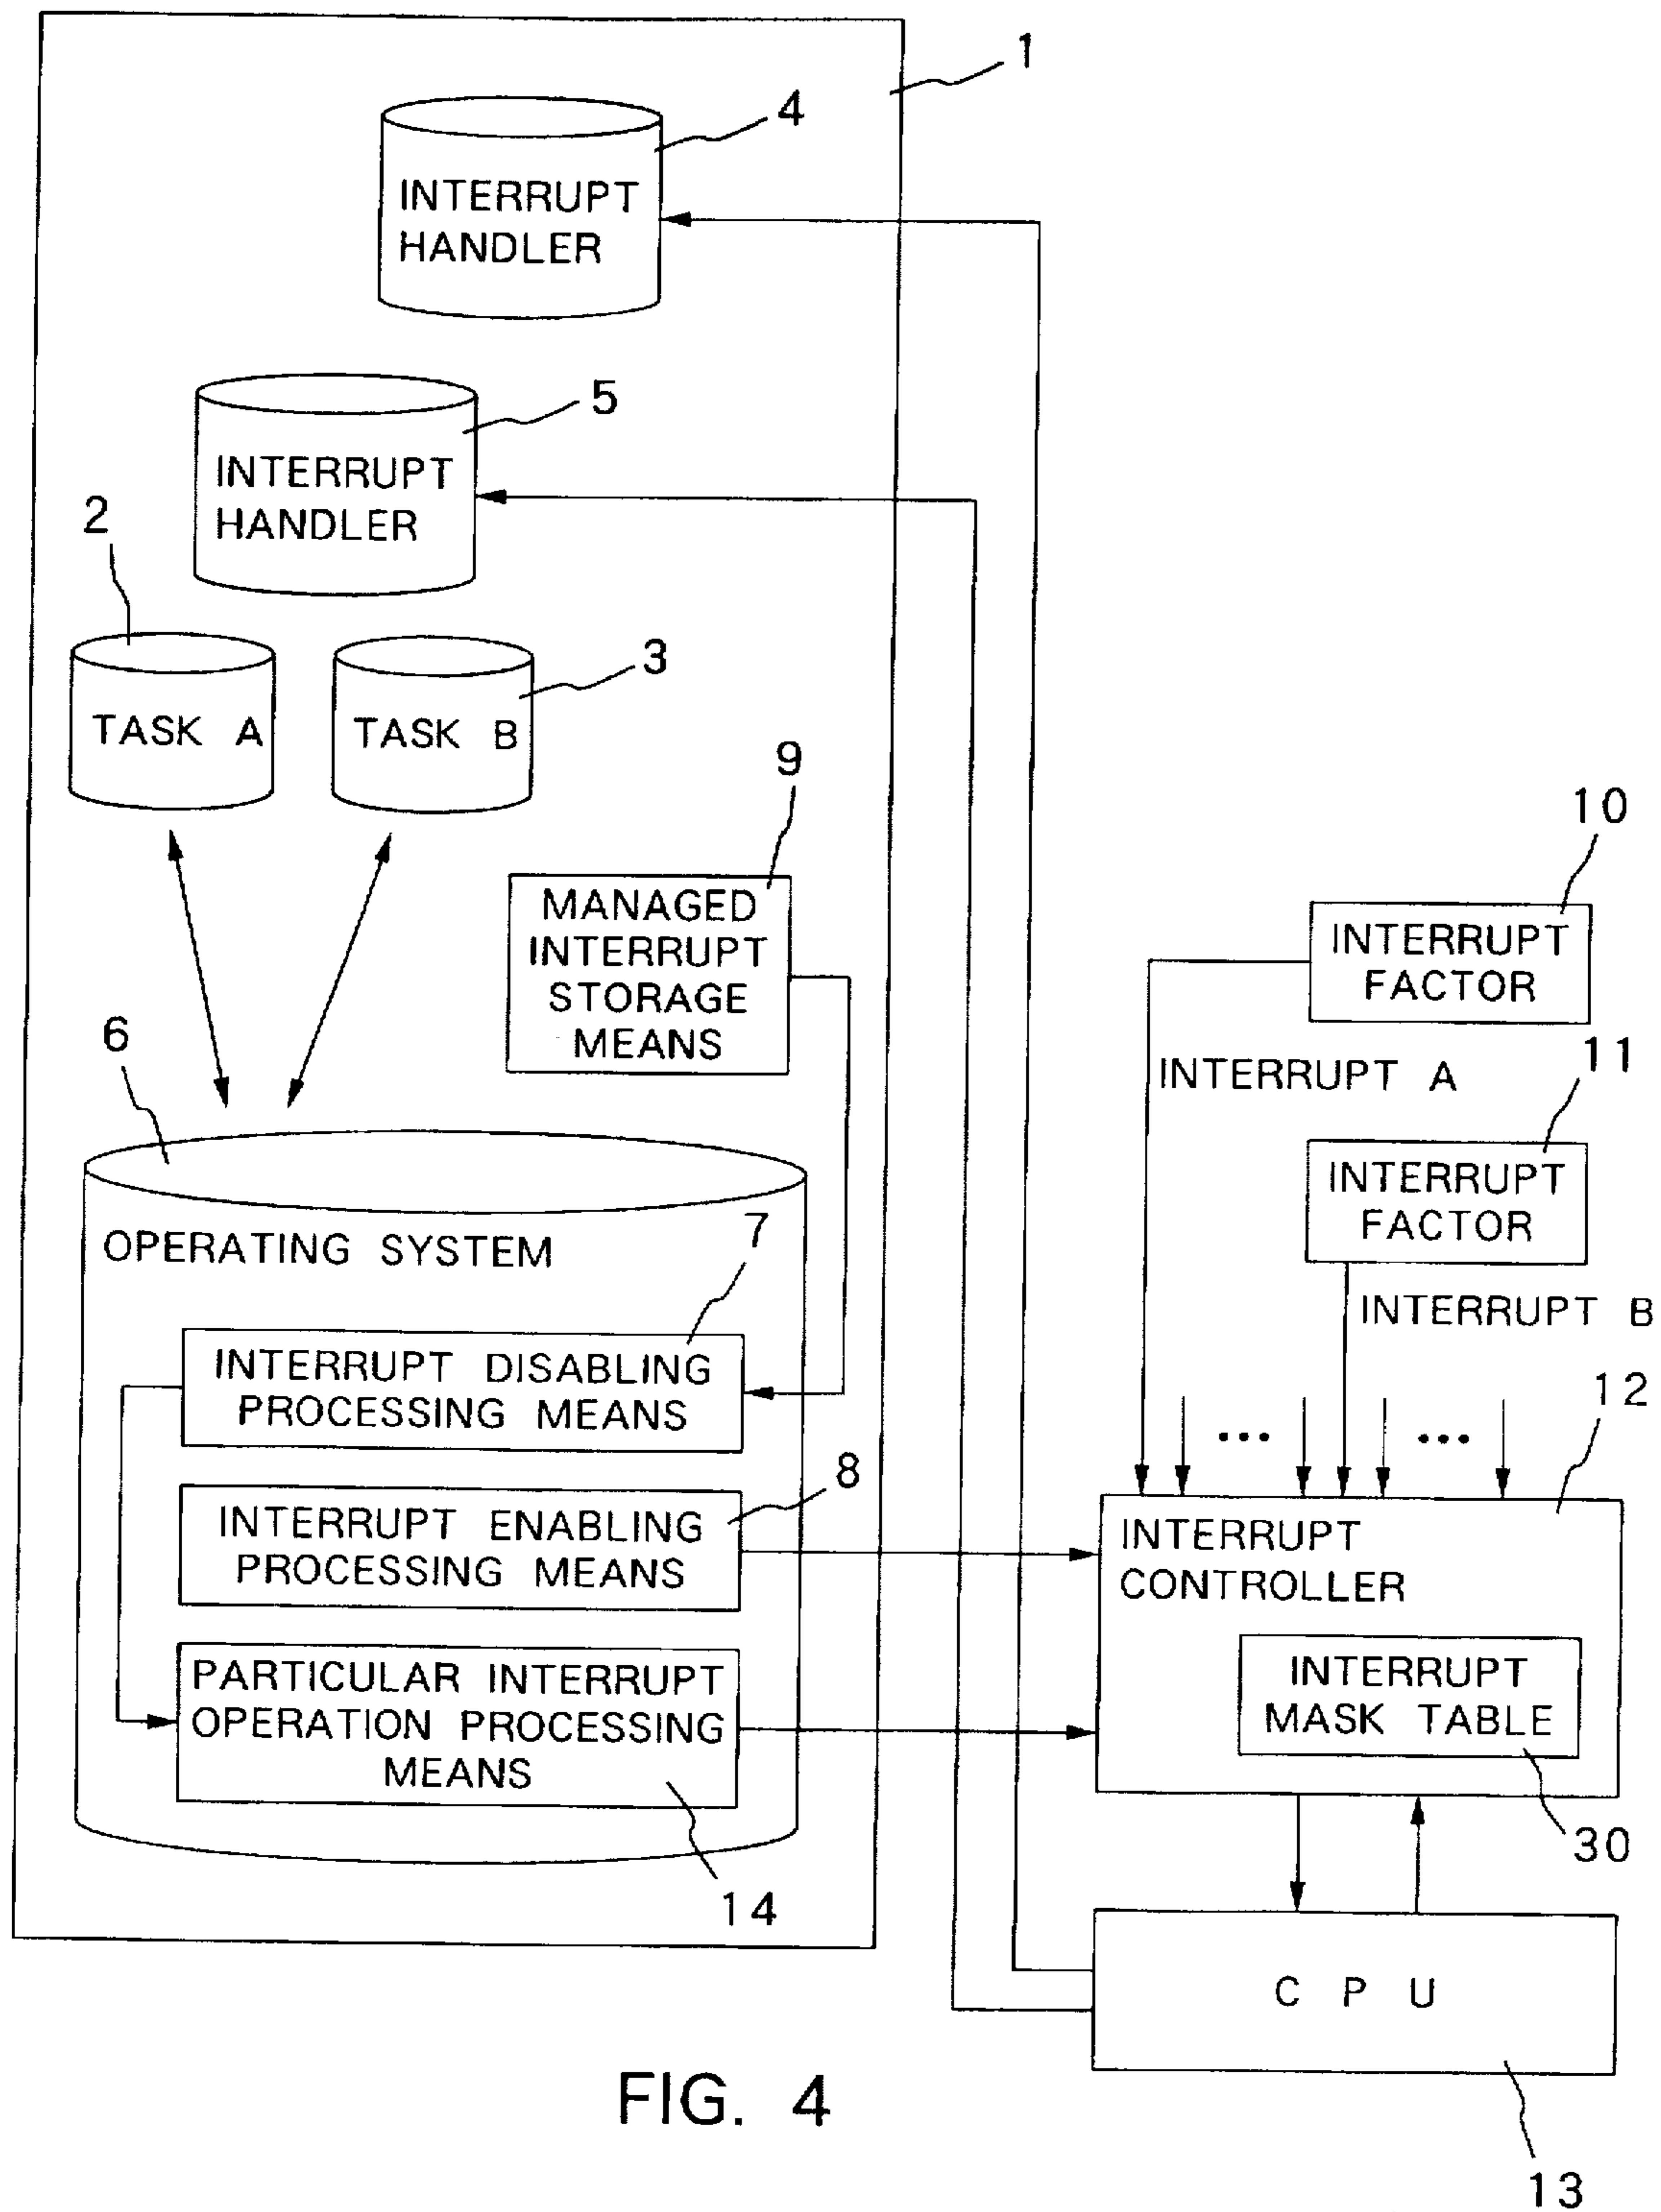 1
4
INTERRUPT
HANDLER
5
INTERRUPT
HANDLER
2
3
TASK A
TASK B
9
MANAGED
INTERRUPT
STORAGE
MEANS
10
INTERRUPT
FACTOR
INTERRUPT A
11
INTERRUPT
FACTOR
INTERRUPT B
6
OPERATING SYSTEM
7
INTERRUPT DISABLING
PROCESSING MEANS
8
INTERRUPT ENABLING
PROCESSING MEANS
PARTICULAR INTERRUPT
OPERATION PROCESSING
MEANS
14
...
...
12
INTERRUPT
CONTROLLER
INTERRUPT
MASK TABLE
30
C P U
13
FIG. 4